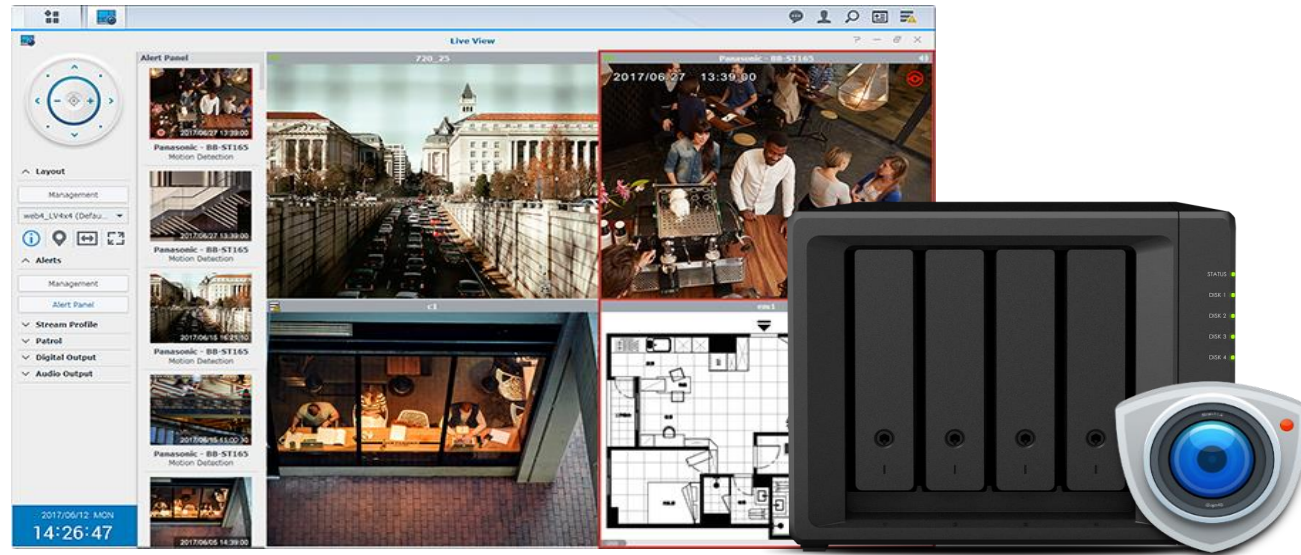 Live View
Alert Panel
720_25
Panasonic - BB-ST165
2017/06/27 13:39:00
2017/06/27 13:39:00
Panasonic - BB-ST165
Motion Detection
Layout
Management
web4_LV4x4 (Defau...
2017/06/27 13:39:00
Panasonic - BB-ST165
Motion Detection
Alerts
Management
Alert Panel
Stream Profile
Patrol
Digital Output
Audio Output
2017/06/15 16:21:10
Panasonic - BB-ST165
Motion Detection
c1
2017/06/15 11:00:30
Panasonic - BB-ST165
Motion Detection
2017/06/12 MON
14:26:47
2017/06/05 14:39:00
STATUS
DISK 1
DISK 2
DISK 3
DISK 4